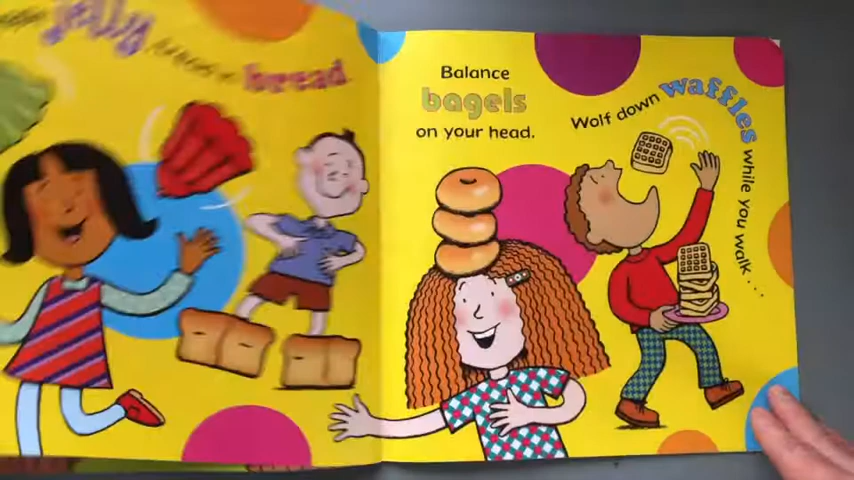 jelly
bread.
Balance
bagels
on your head.
Wolf down waffles
while you walk....